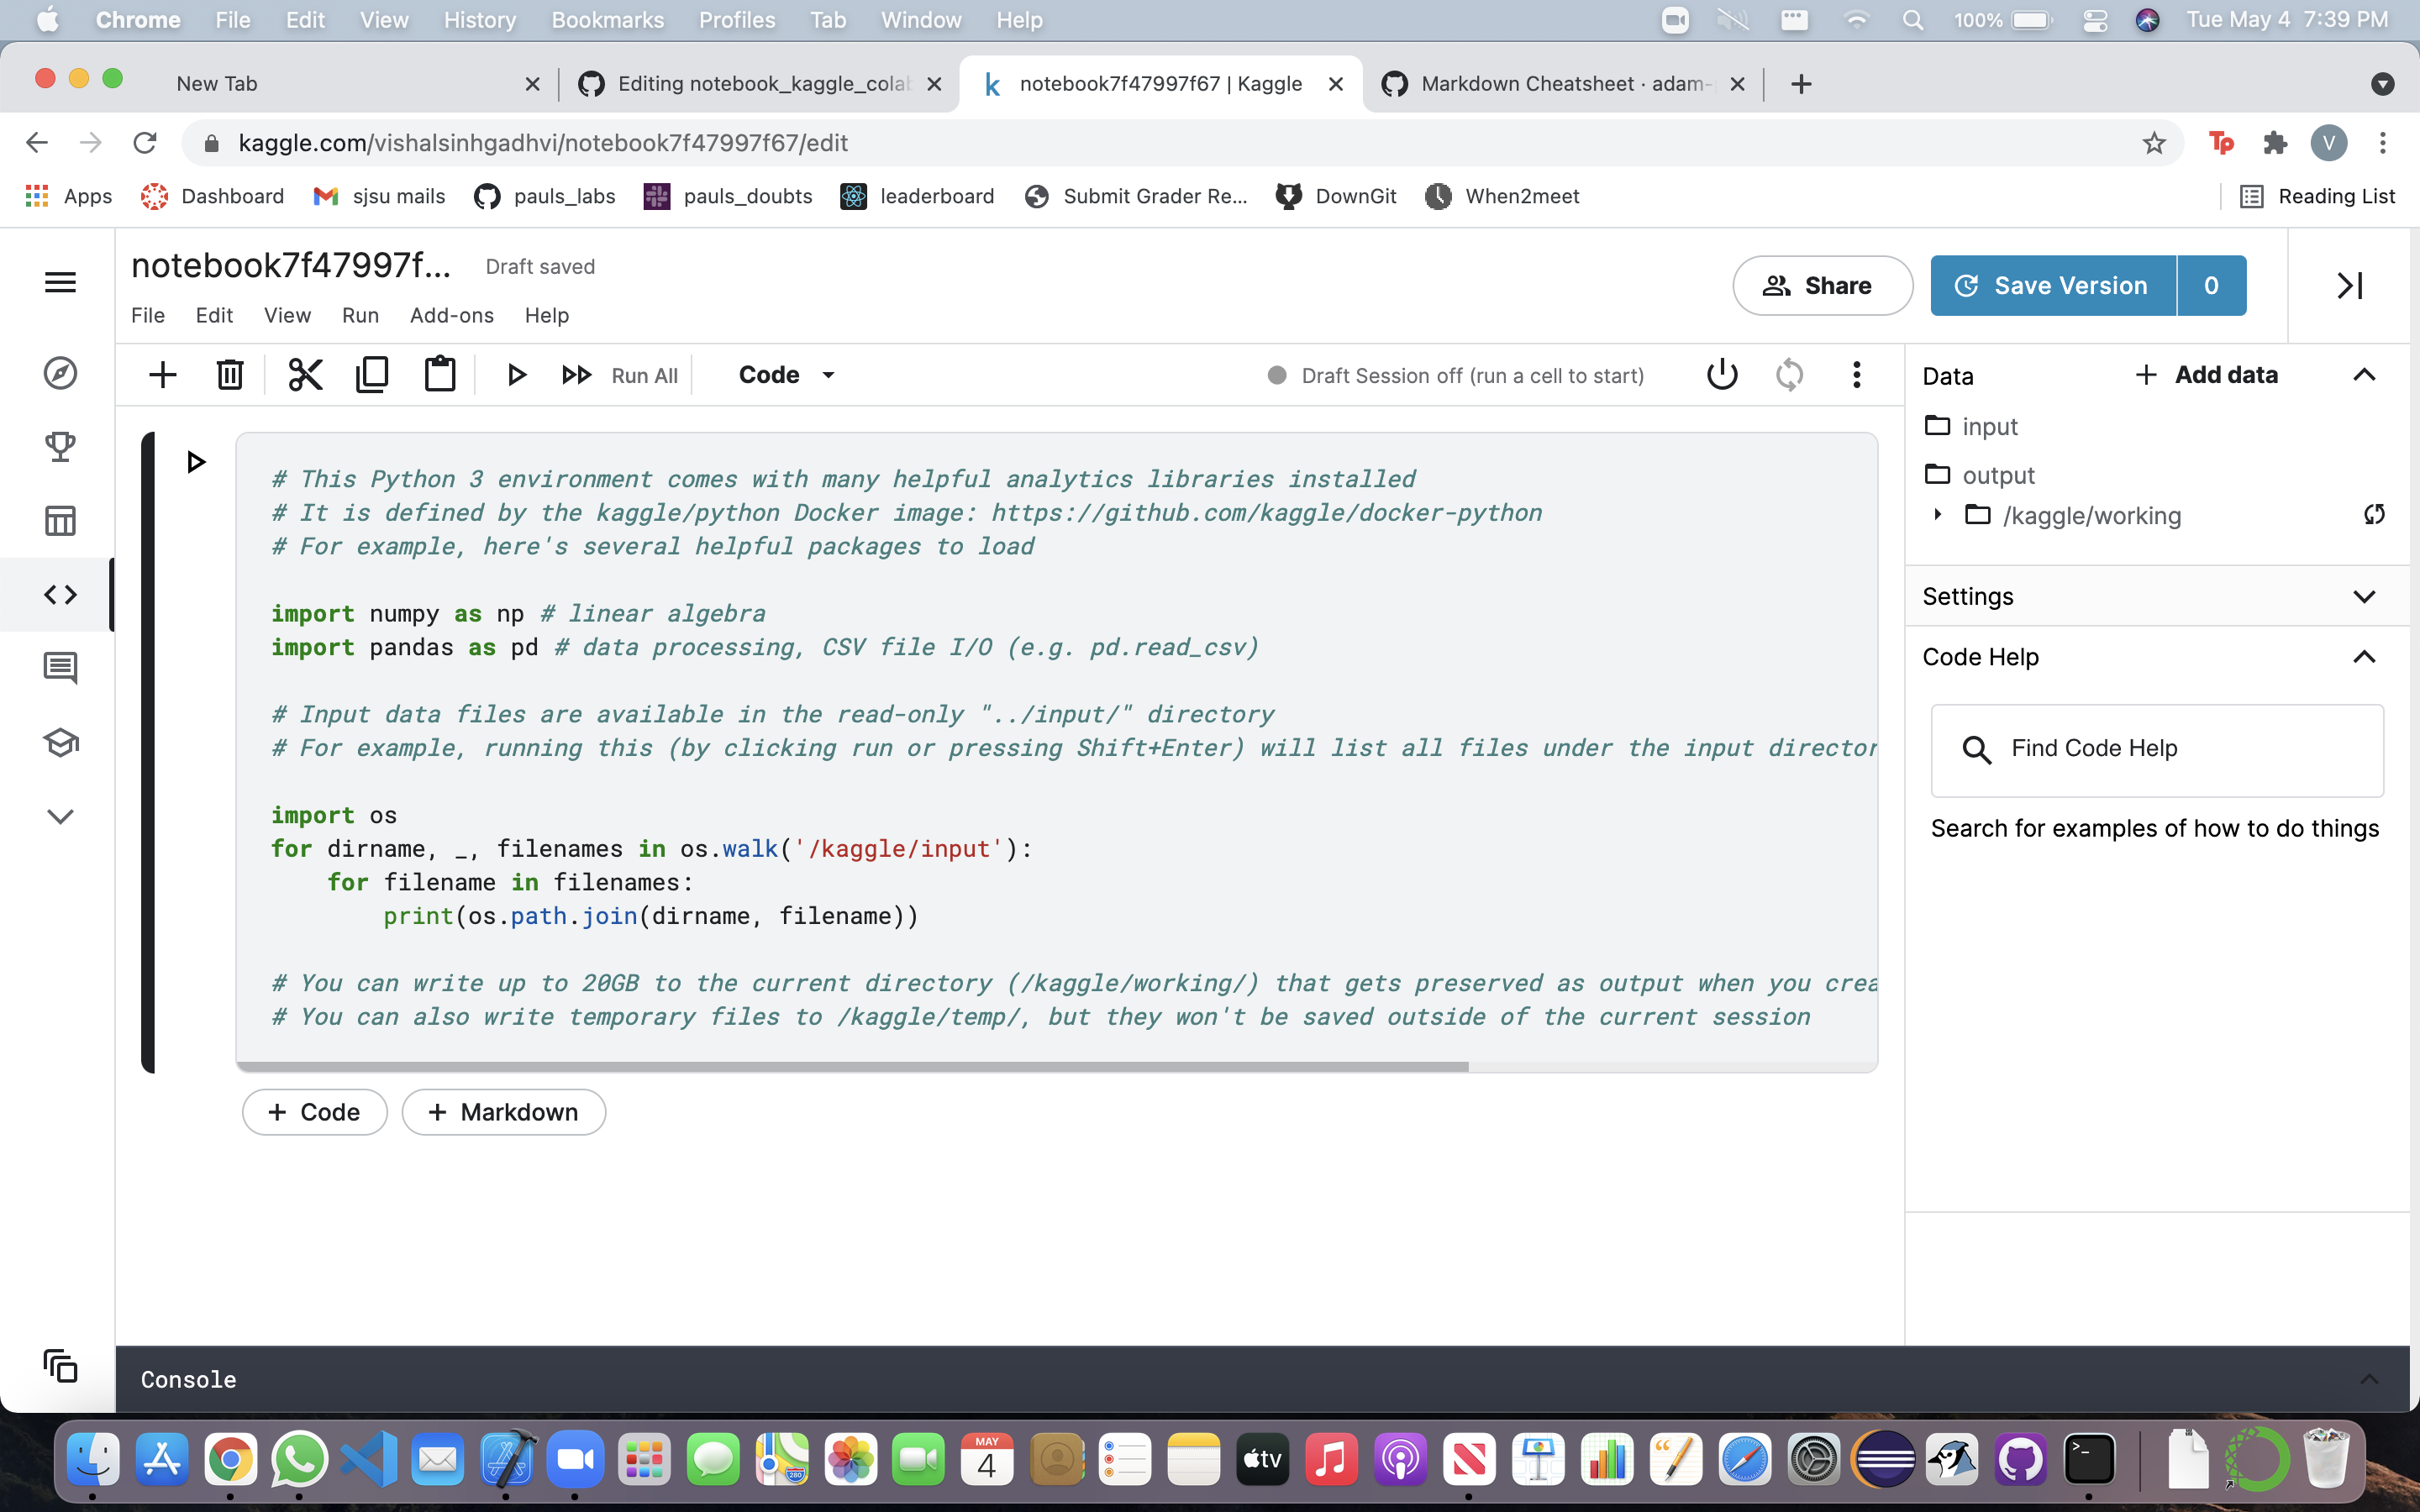 Chrome File Edit View History Bookmarks Profiles Tab Window Help 100% Tue May 4 7:39 PM
New Tab Editing notebook_kaggle_colab notebook7f47997f67 | Kaggle Markdown Cheatsheet · adam-
kaggle.com/vishalsinhgadhvi/notebook7f47997f67/edit Tp V
Apps Dashboard sjsu mails pauls_labs pauls_doubts leaderboard Submit Grader Re... DownGit When2meet Reading List
notebook7f47997f... Draft saved
Share Save Version 0
File Edit View Run Add-ons Help
Run All Code Draft Session off (run a cell to start)
Data + Add data
input
output
/kaggle/working
Settings
Code Help
Find Code Help
Search for examples of how to do things
# This Python 3 environment comes with many helpful analytics libraries installed
# It is defined by the kaggle/python Docker image: https://github.com/kaggle/docker-python
# For example, here's several helpful packages to load
import numpy as np # linear algebra
import pandas as pd # data processing, CSV file I/O (e.g. pd.read_csv)
# Input data files are available in the read-only "../input/" directory
# For example, running this (by clicking run or pressing Shift+Enter) will list all files under the input director
import os
for dirname, _, filenames in os.walk('/kaggle/input'):
    for filename in filenames:
        print(os.path.join(dirname, filename))
# You can write up to 20GB to the current directory (/kaggle/working/) that gets preserved as output when you crea
# You can also write temporary files to /kaggle/temp/, but they won't be saved outside of the current session
+ Code + Markdown
Console
MAY
4
280
tv
>_